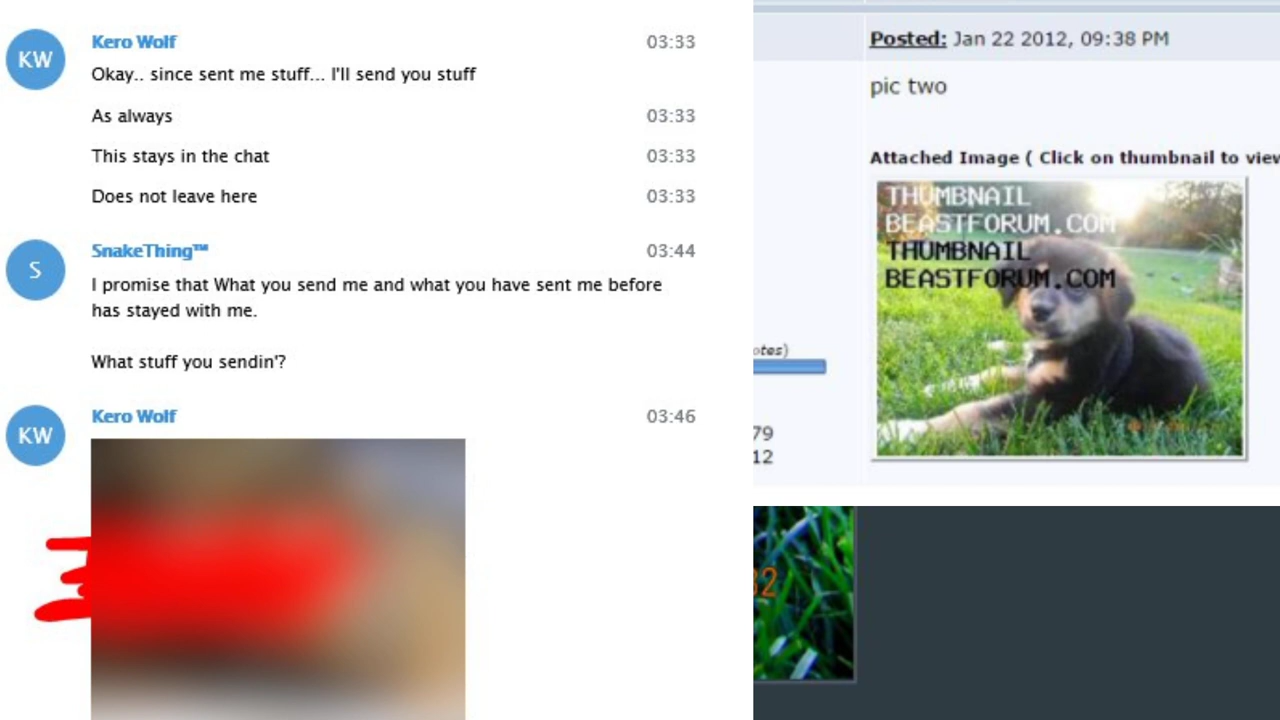 KW
Kero Wolf 03:33
Okay.. since sent me stuff... I'll send you stuff
As always 03:33
This stays in the chat 03:33
Does not leave here 03:33
S
SnakeThing™ 03:44
I promise that What you send me and what you have sent me before
has stayed with me.
What stuff you sendin'?
KW
Kero Wolf 03:46
Posted: Jan 22 2012, 09:38 PM
pic two
Attached Image ( Click on thumbnail to view
THUMBNAIL
BEASTFORUM.COM
THUMBNAIL
BEASTFORUM.COM
otes)
79
12
32